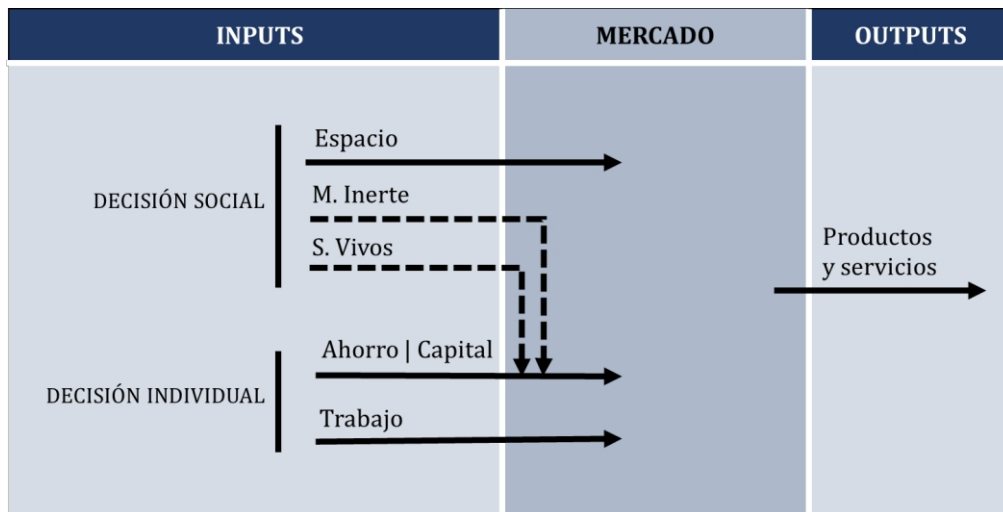 INPUTS
MERCADO
OUTPUTS
DECISIÓN SOCIAL
Espacio
M. Inerte
S. Vivos
Productos
y servicios
DECISIÓN INDIVIDUAL
Ahorro | Capital
Trabajo